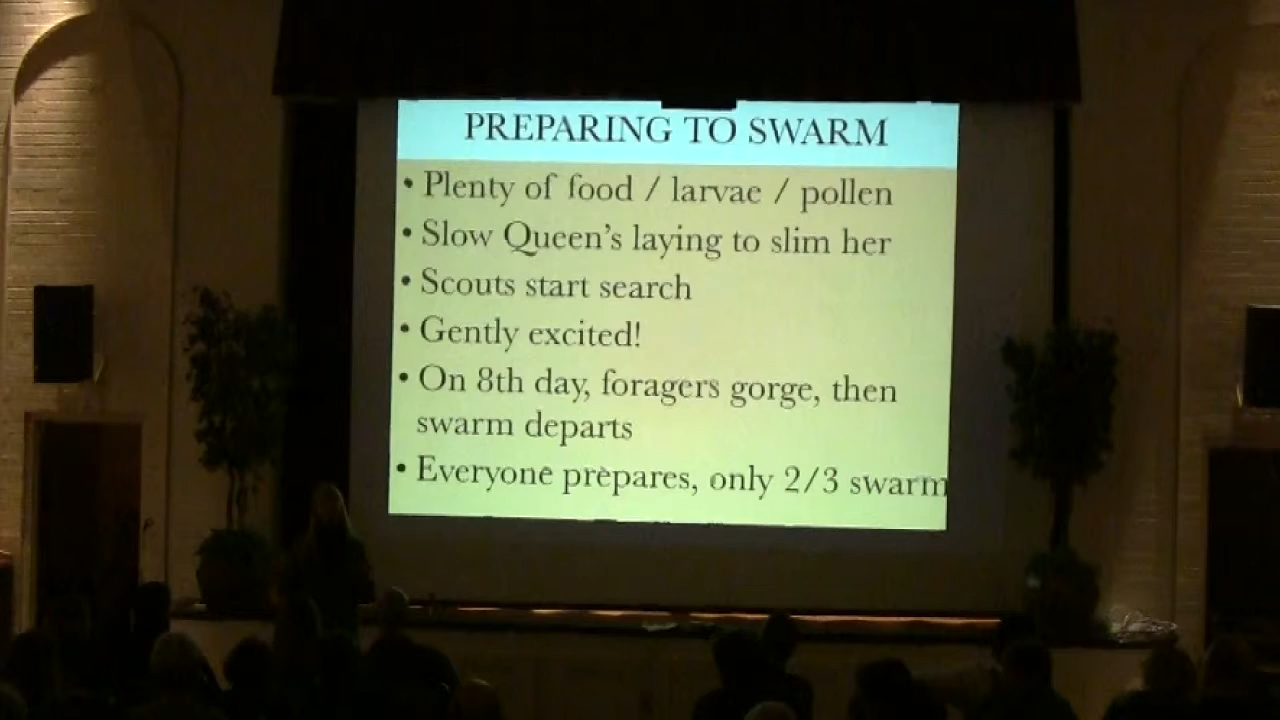 PREPARING TO SWARM
• Plenty of food / larvae / pollen
• Slow Queen's laying to slim her
• Scouts start search
• Gently excited!
• On 8th day, foragers gorge, then
swarm departs
• Everyone prepares, only 2/3 swarm